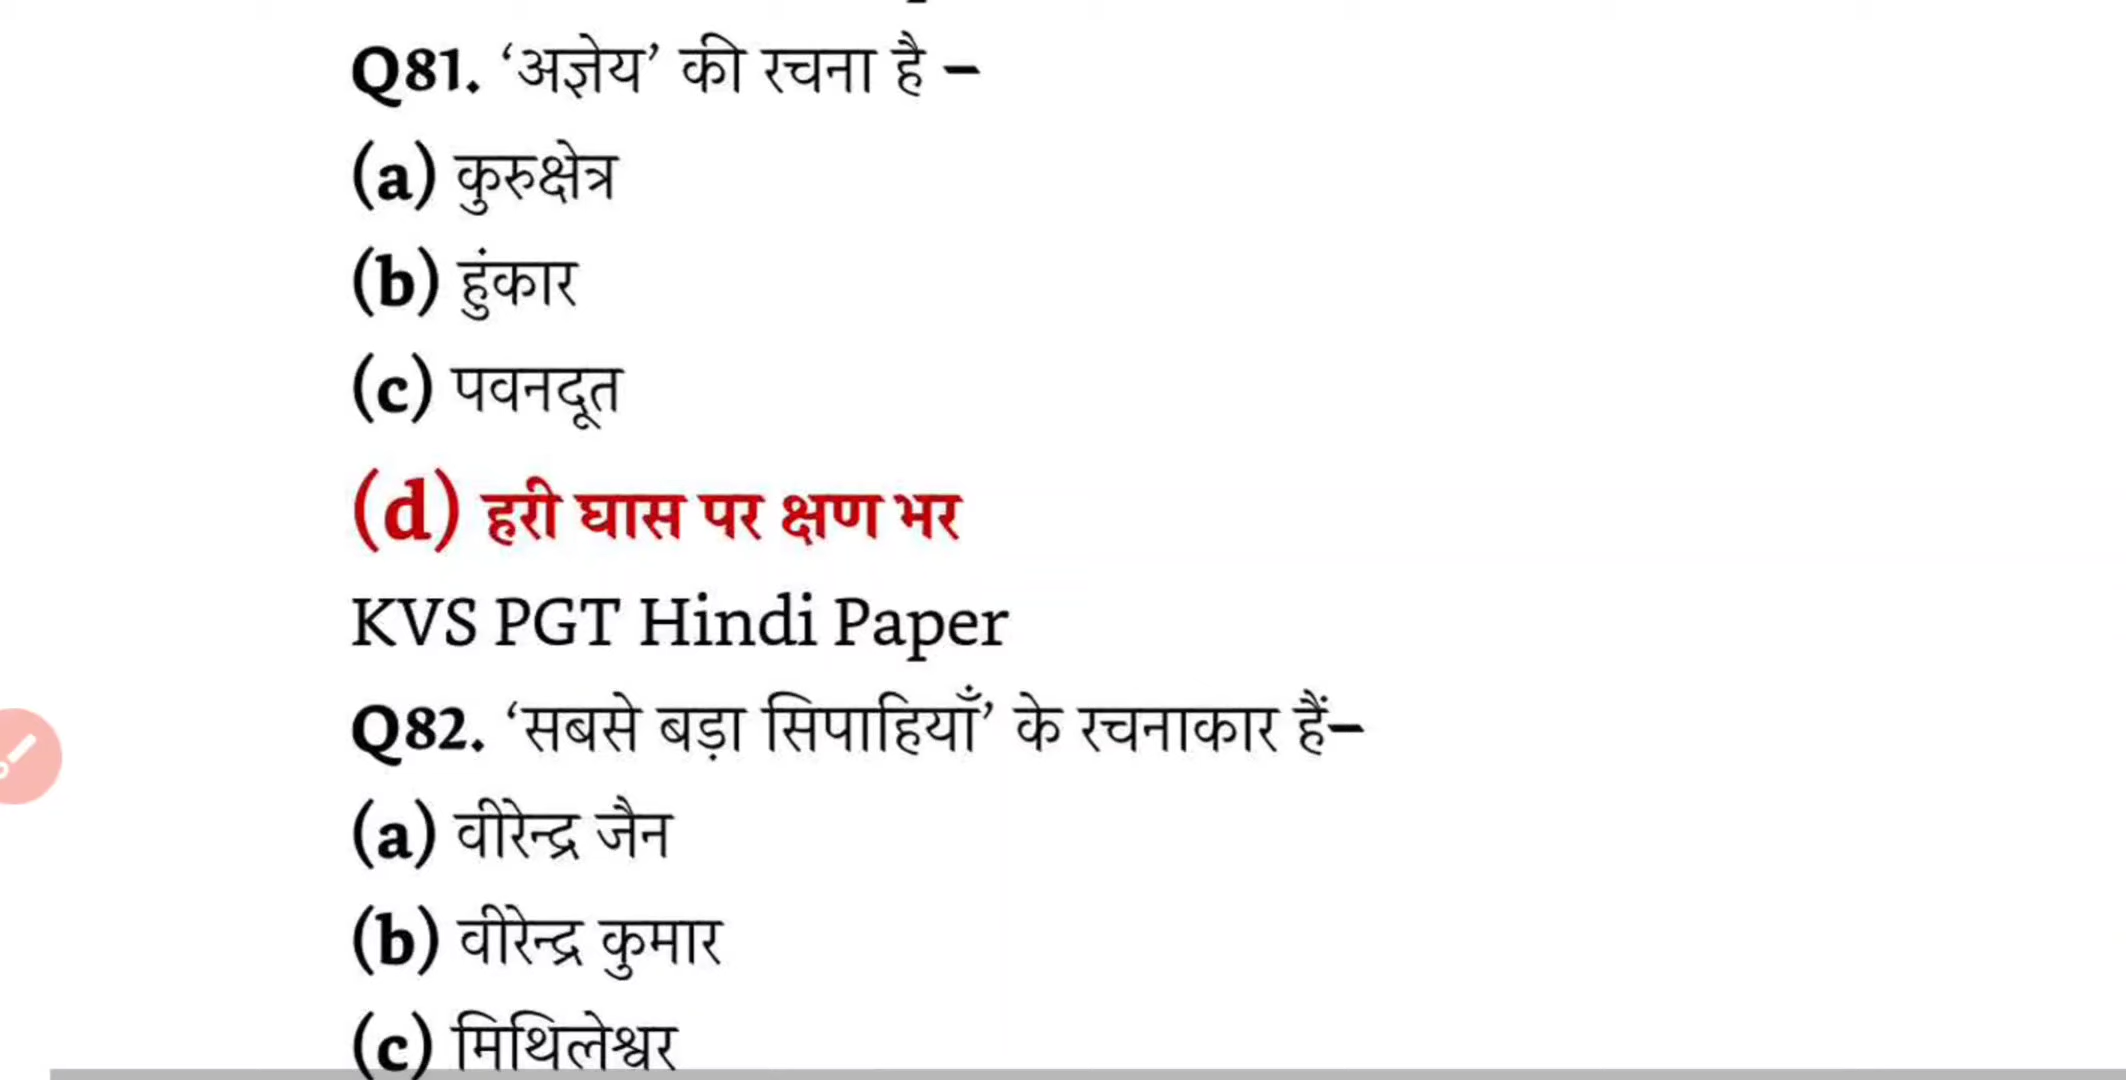 Q81. ‘अज्ञेय’ की रचना है –
(a) कुरुक्षेत्र
(b) हुंकार
(c) पवनदूत
(d) हरी घास पर क्षण भर
KVS PGT Hindi Paper
Q82. ‘सबसे बड़ा सिपाहियाँ’ के रचनाकार हैं–
(a) वीरेन्द्र जैन
(b) वीरेन्द्र कुमार
(c) मिथिलेश्वर